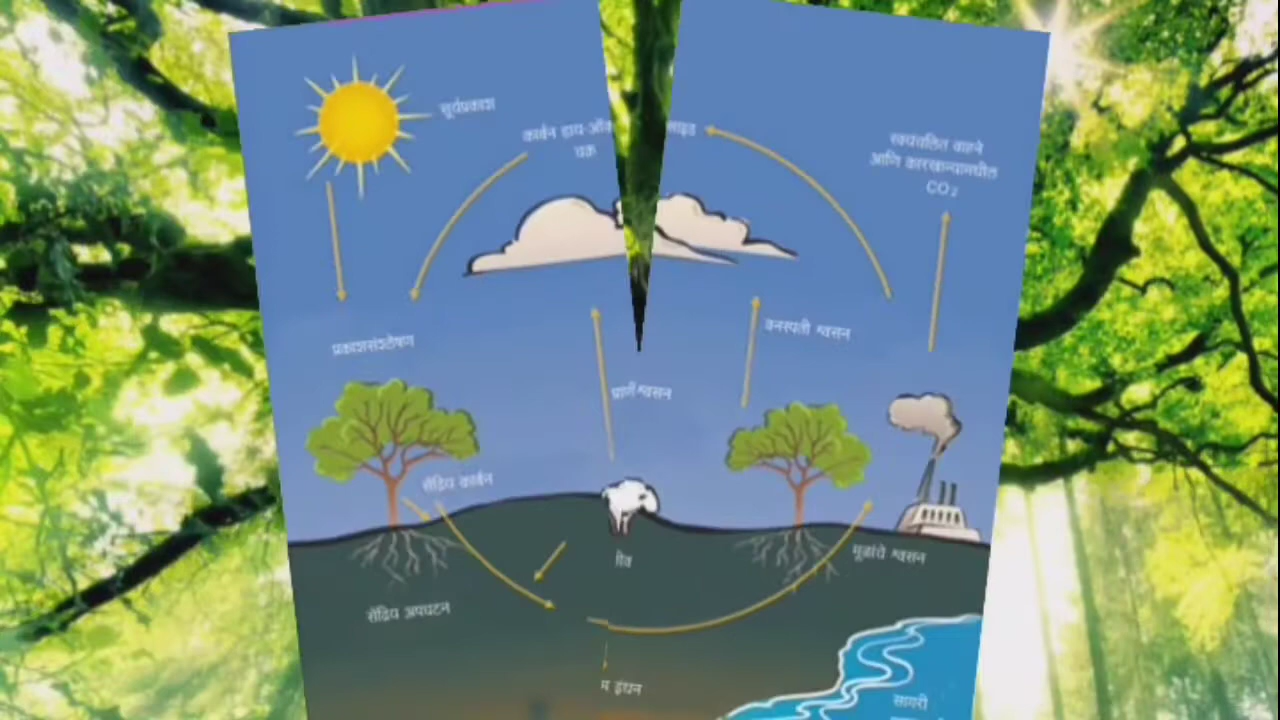 सूर्यप्रकाश
कार्बन डाय-ऑक
साइड
चक्र
स्वयंचलित वाहने
आणि कारखान्यामधील
CO₂
प्रकाशसंश्लेषण
वनस्पती श्वसन
श्वसन
सेंद्रिय कार्बन
मूळांचे श्वसन
सेंद्रिय अपघटन
इंधन
सागरी